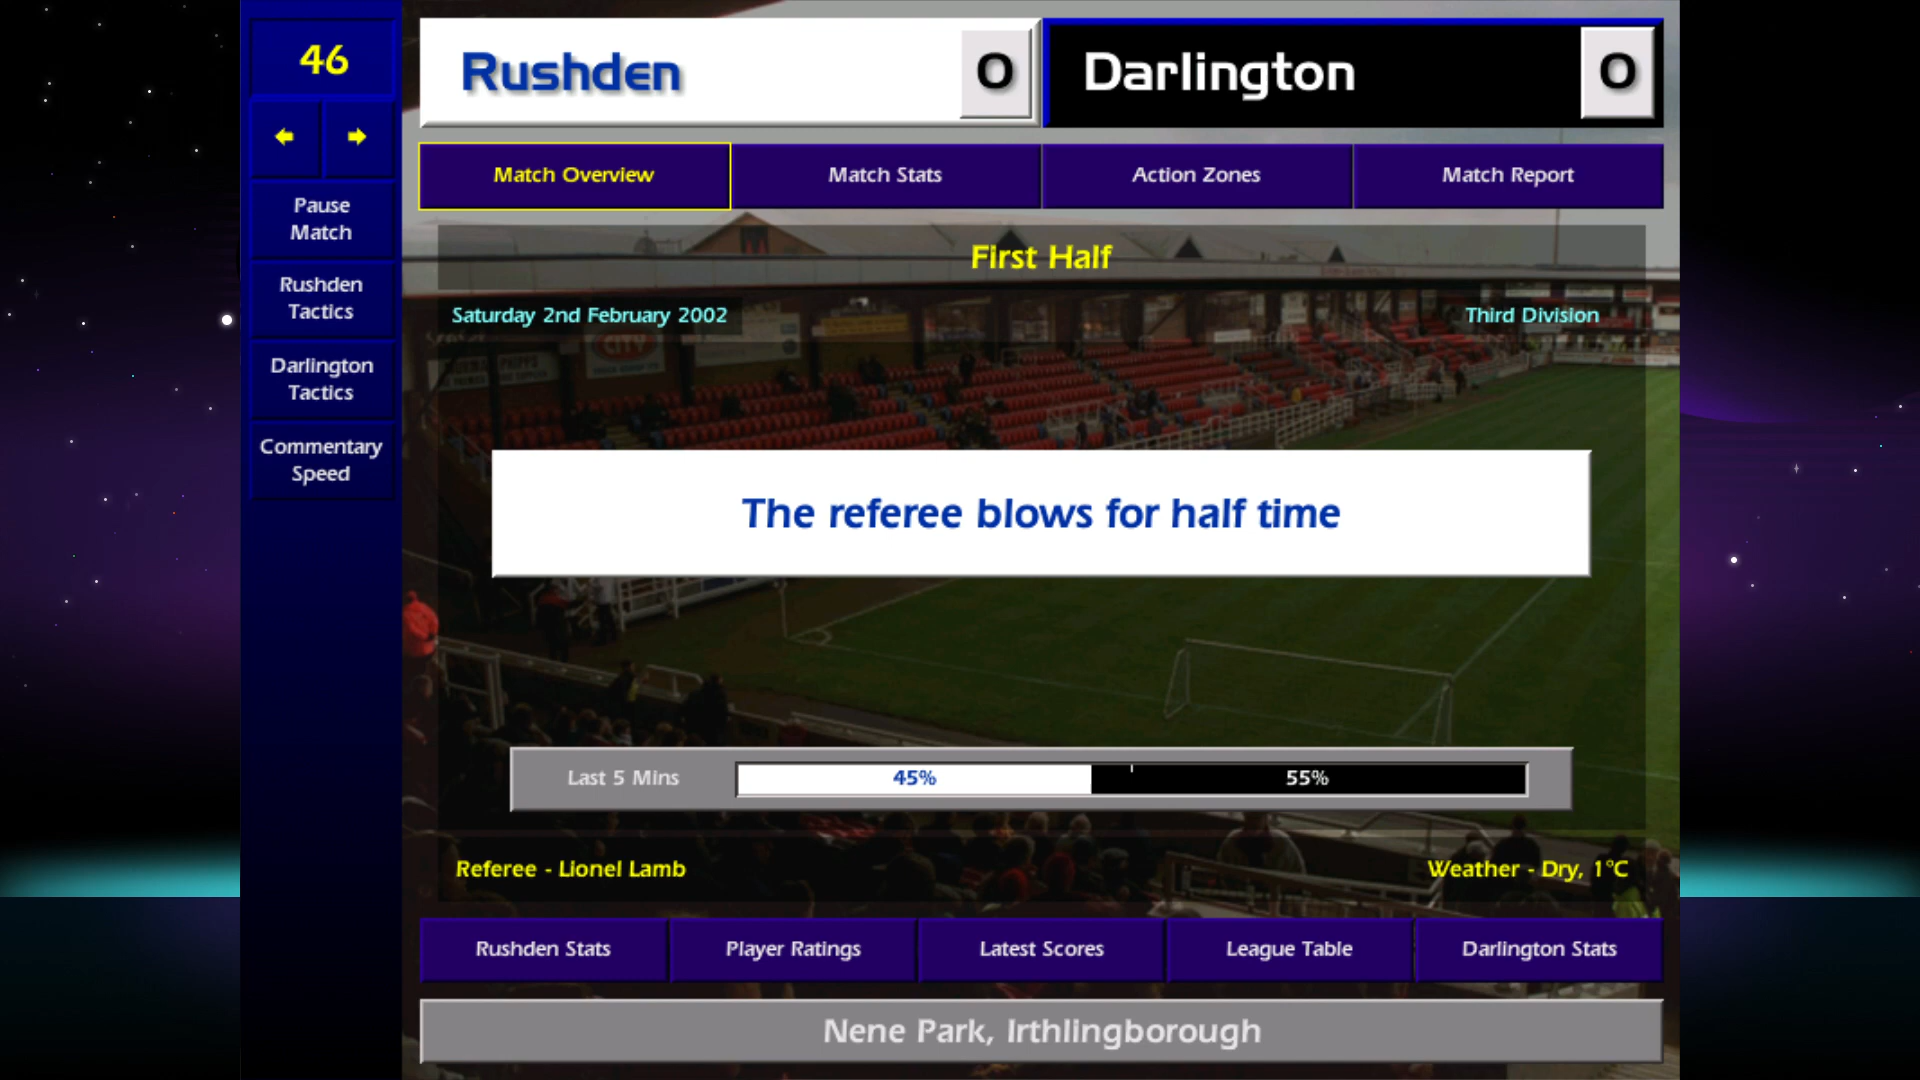 46
Rushden 0
Darlington 0
Match Overview
Match Stats
Action Zones
Match Report
Pause
Match
Rushden
Tactics
Darlington
Tactics
Commentary
Speed
First Half
Saturday 2nd February 2002
Third Division
CITY
The referee blows for half time
Last 5 Mins
45%
55%
Referee - Lionel Lamb
Weather - Dry, 1°C
Rushden Stats
Player Ratings
Latest Scores
League Table
Darlington Stats
Nene Park, Irthlingborough